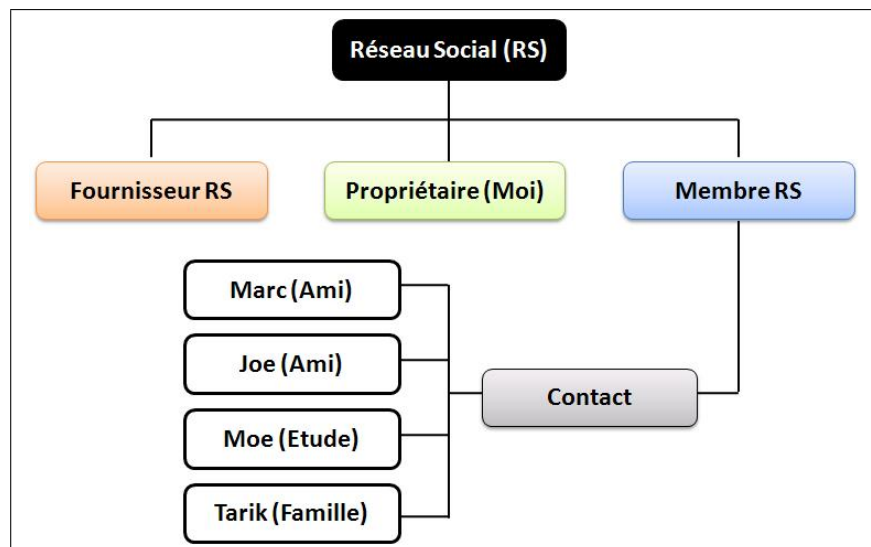 Réseau Social (RS)
Fournisseur RS
Propriétaire (Moi)
Membre RS
Marc (Ami)
Joe (Ami)
Contact
Moe (Etude)
Tarik (Famille)